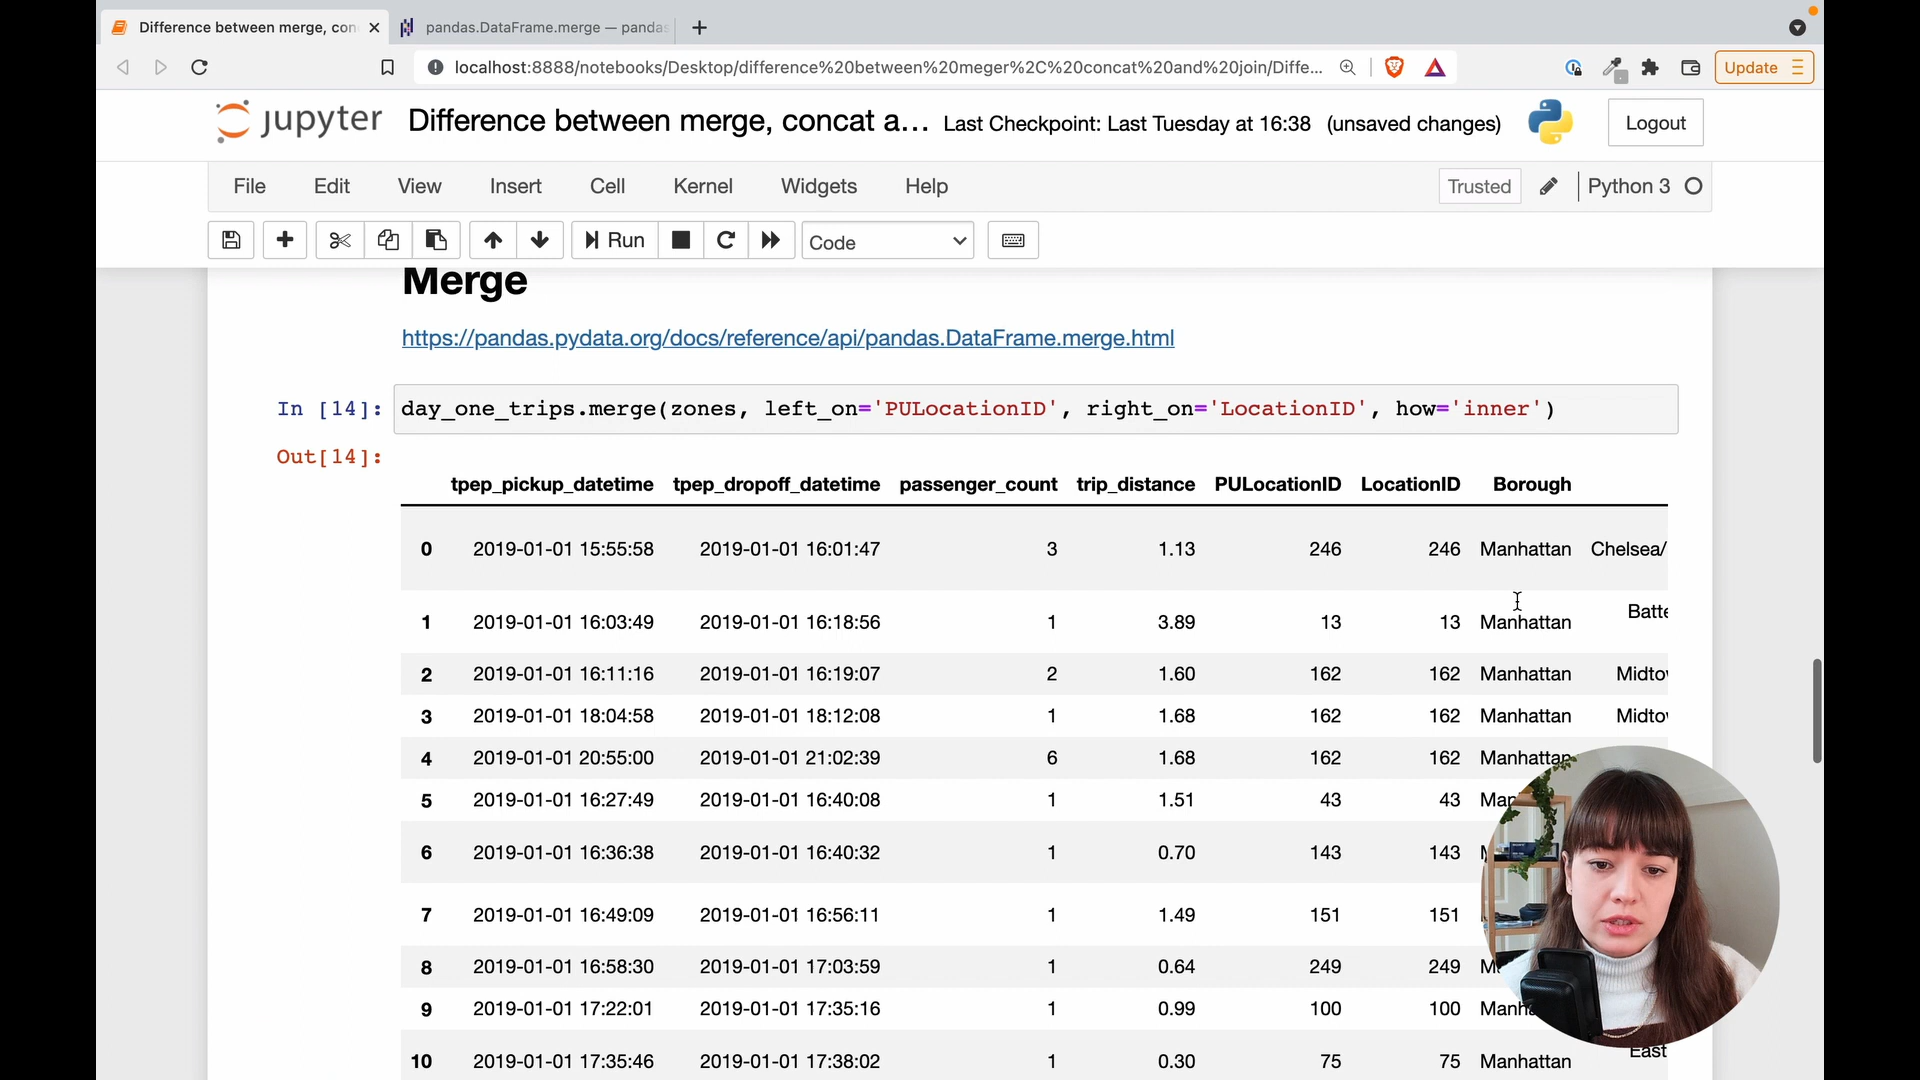 Difference between merge, con
pandas.DataFrame.merge — panda
localhost:8888/notebooks/Desktop/difference%20between%20meger%2C%20concat%20and%20join/Diffe...
Update
jupyter Difference between merge, concat a... Last Checkpoint: Last Tuesday at 16:38 (unsaved changes)
Logout
File Edit View Insert Cell Kernel Widgets Help
Trusted Python 3
Run Code
Merge
https://pandas.pydata.org/docs/reference/api/pandas.DataFrame.merge.html
In [14]: day_one_trips.merge(zones, left_on='PULocationID', right_on='LocationID', how='inner')
Out[14]:
tpep_pickup_datetime tpep_dropoff_datetime passenger_count trip_distance PULocationID LocationID Borough
0 2019-01-01 15:55:58 2019-01-01 16:01:47 3 1.13 246 246 Manhattan Chelsea/
1 2019-01-01 16:03:49 2019-01-01 16:18:56 1 3.89 13 13 Manhattan Batte
2 2019-01-01 16:11:16 2019-01-01 16:19:07 2 1.60 162 162 Manhattan Midto
3 2019-01-01 18:04:58 2019-01-01 18:12:08 1 1.68 162 162 Manhattan Midto
4 2019-01-01 20:55:00 2019-01-01 21:02:39 6 1.68 162 162 Manhattan
5 2019-01-01 16:27:49 2019-01-01 16:40:08 1 1.51 43 43 Man
6 2019-01-01 16:36:38 2019-01-01 16:40:32 1 0.70 143 143
7 2019-01-01 16:49:09 2019-01-01 16:56:11 1 1.49 151 151
8 2019-01-01 16:58:30 2019-01-01 17:03:59 1 0.64 249 249 M
9 2019-01-01 17:22:01 2019-01-01 17:35:16 1 0.99 100 100 Manh
10 2019-01-01 17:35:46 2019-01-01 17:38:02 1 0.30 75 75 Manhattan East